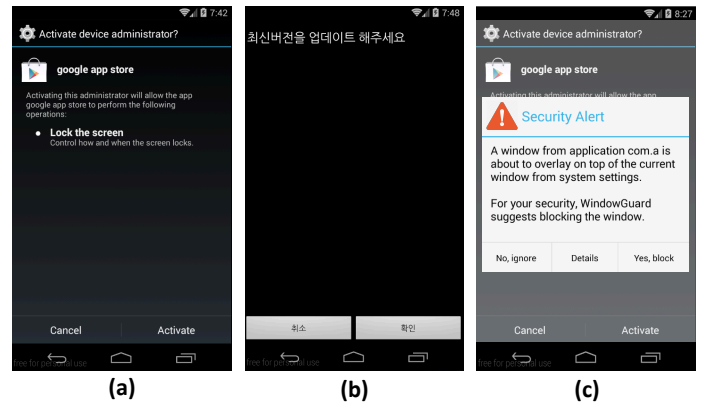 7:42
Activate device administrator?
google app store
Activating this administrator will allow the app
google app store to perform the following
operations:
Lock the screen
Control how and when the screen locks.
Cancel
Activate
free for personal use
(a)
7:48
최신버전을 업데이트 해주세요
취소
확인
free for personal use
(b)
8:27
Activate device administrator?
google app store
Activating this administrator will allow the app
Security Alert
A window from application com.a is
about to overlay on top of the current
window from system settings.
For your security, WindowGuard
suggests blocking the window.
No, ignore
Details
Yes, block
Cancel
Activate
free for personal use
(c)